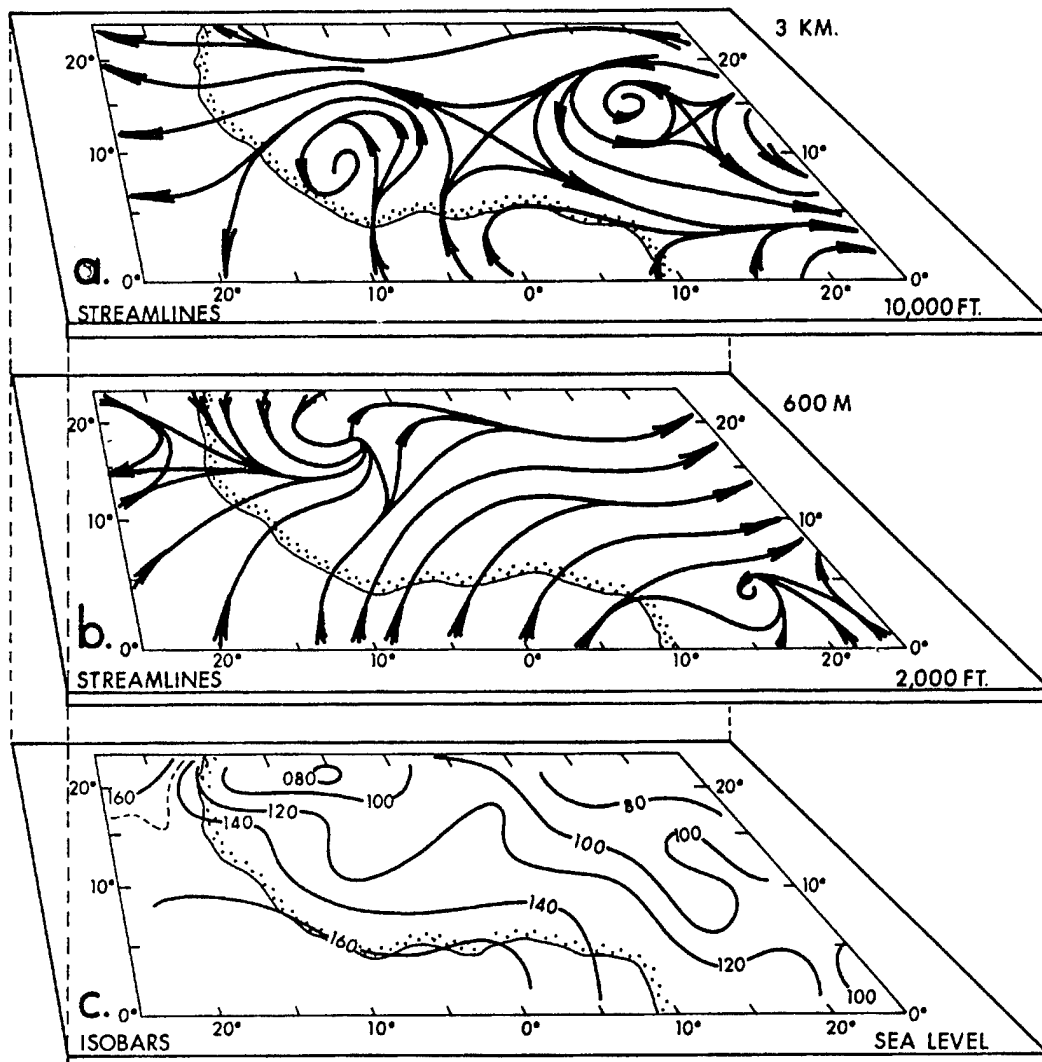 3 KM.
20° 20°
10° 10°
a. 0° 0°
20° 10° 0° 10° 20°
STREAMLINES 10,000 FT.
600 M
20° 20°
10° 10°
b. 0° 0°
20° 10° 0° 10° 20°
STREAMLINES 2,000 FT.
20° 160 080 100 80 20°
140 120 100 100
10° 10°
140
160
120
c. 0° 100 0°
20° 10° 0° 10° 20°
ISOBARS SEA LEVEL